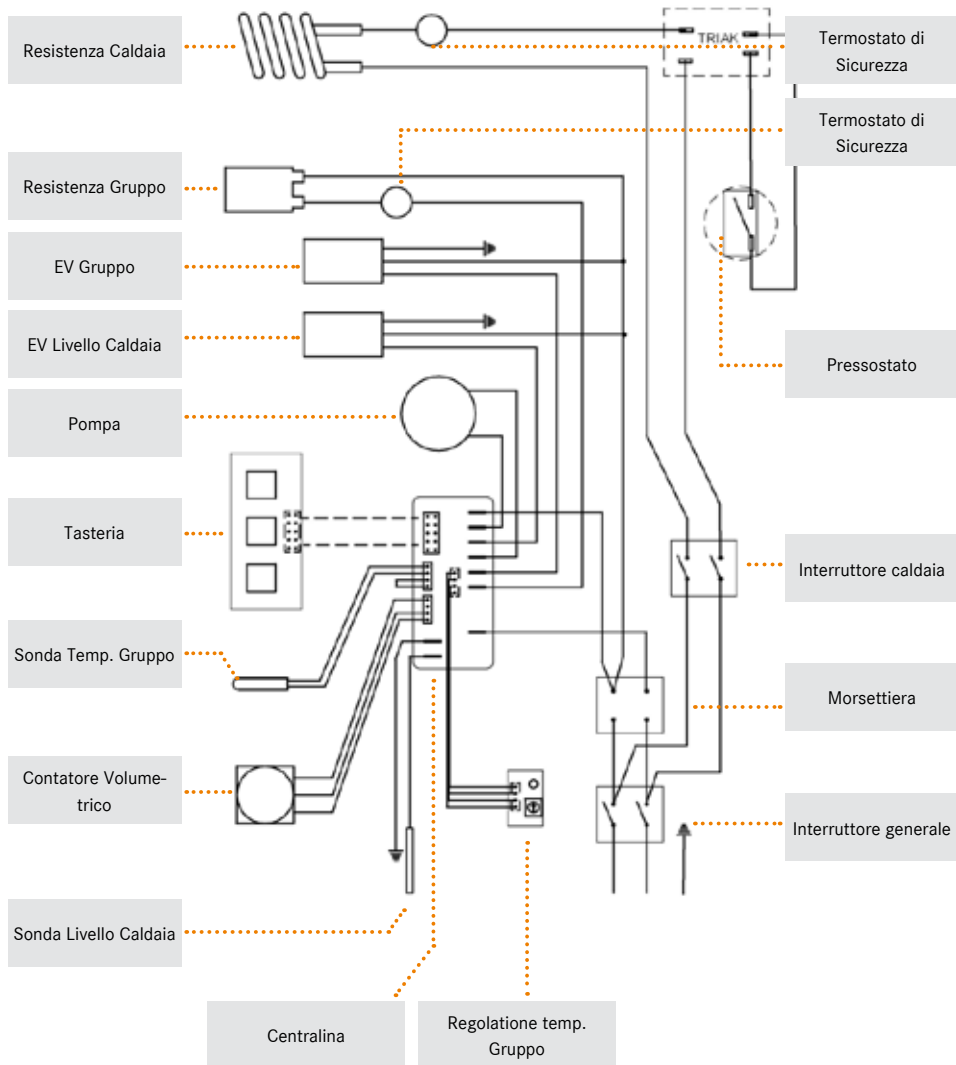 Resistenza Caldaia
TRIAK
Termostato di
Sicurezza
Termostato di
Sicurezza
Resistenza Gruppo
EV Gruppo
EV Livello Caldaia
Pressostato
Pompa
Tasteria
Interruttore caldaia
Sonda Temp. Gruppo
Morsettiera
Contatore Volume-
trico
Interruttore generale
Sonda Livello Caldaia
Centralina
Regolatione temp.
Gruppo